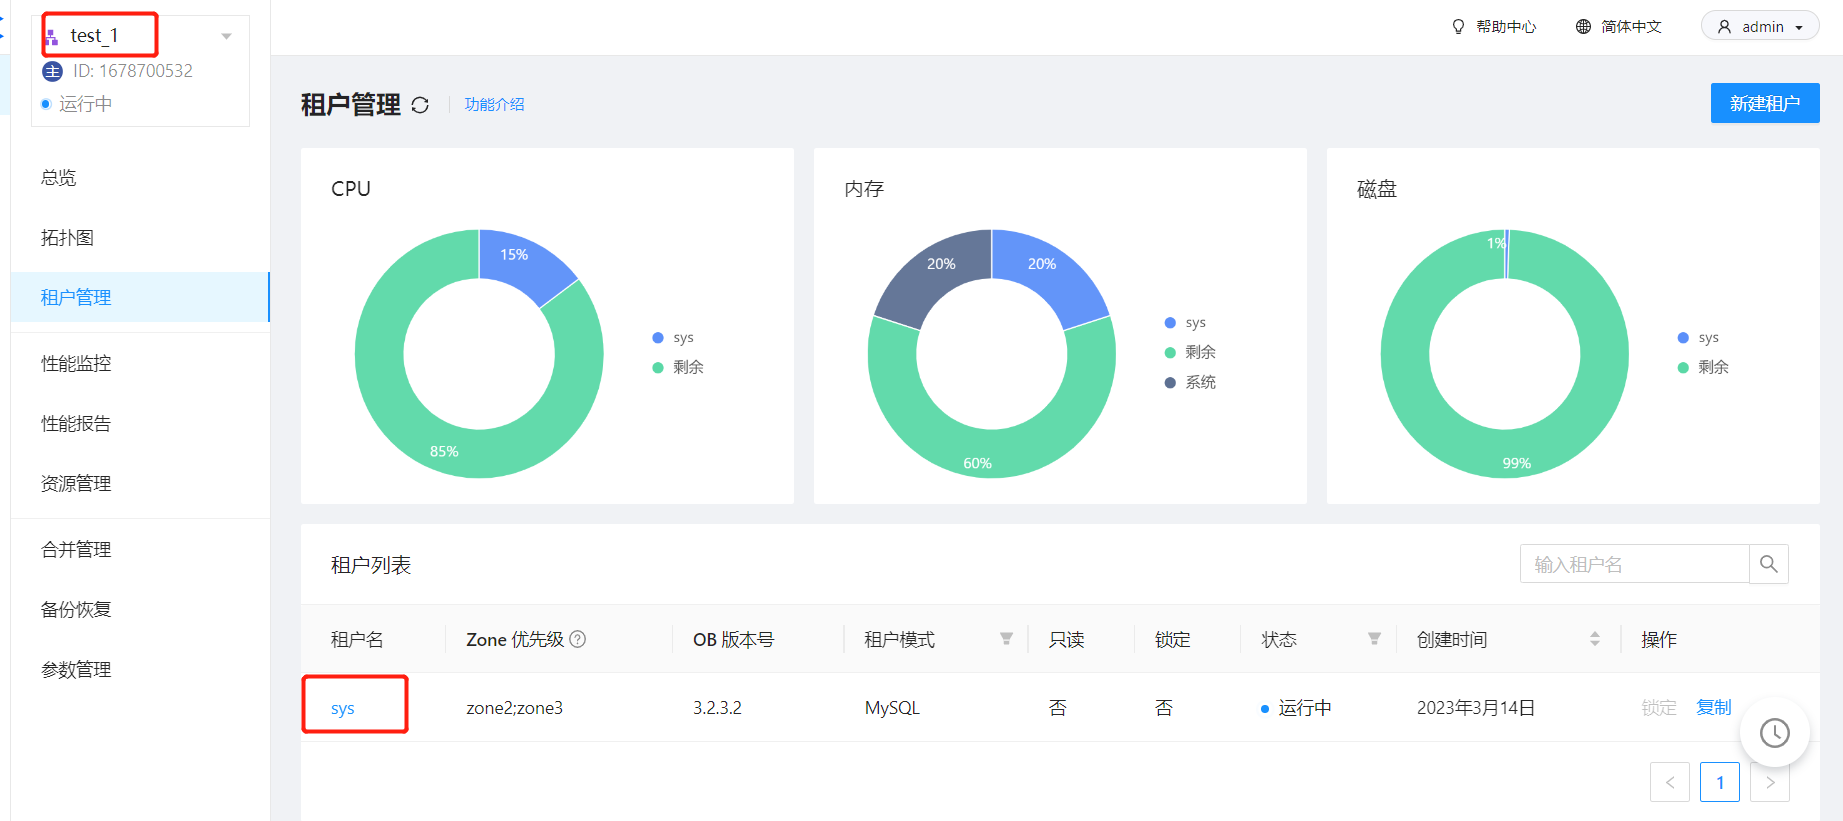 test_1
主 ID: 1678700532
运行中
总览
拓扑图
租户管理
性能监控
性能报告
资源管理
合并管理
备份恢复
参数管理
帮助中心 简体中文 admin
租户管理 功能介绍 新建租户
CPU
15%
85%
sys
剩余
内存
20% 20%
60%
sys
剩余
系统
磁盘
1%
99%
sys
剩余
租户列表 输入租户名
租户名 Zone 优先级 ? OB 版本号 租户模式 只读 锁定 状态 创建时间 操作
sys zone2;zone3 3.2.3.2 MySQL 否 否 运行中 2023年3月14日 锁定 复制
< 1 >